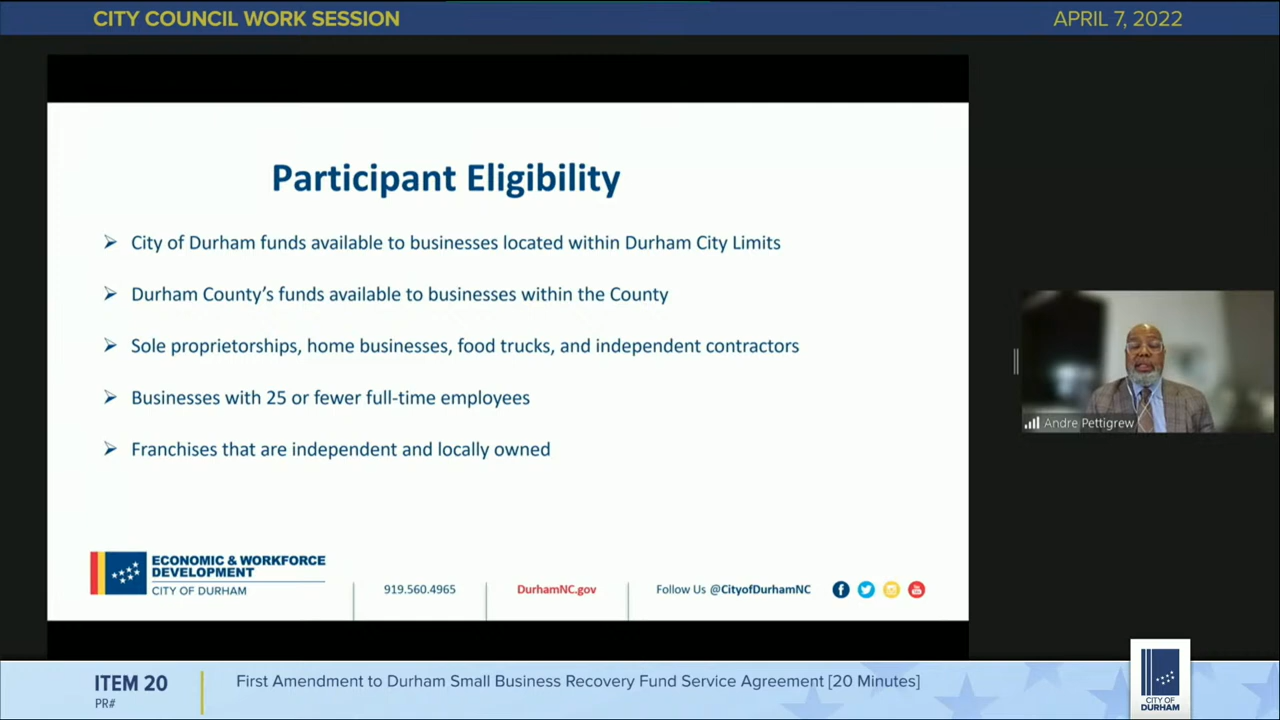 CITY COUNCIL WORK SESSION
APRIL 7, 2022
Participant Eligibility
City of Durham funds available to businesses located within Durham City Limits
Durham County's funds available to businesses within the County
Sole proprietorships, home businesses, food trucks, and independent contractors
Businesses with 25 or fewer full-time employees
Franchises that are independent and locally owned
Andre Pettigrew
ECONOMIC & WORKFORCE
DEVELOPMENT
CITY OF DURHAM
919.560.4965
DurhamNC.gov
Follow Us @CityofDurhamNC
ITEM 20
PR#
First Amendment to Durham Small Business Recovery Fund Service Agreement [20 Minutes]
CITY OF
DURHAM